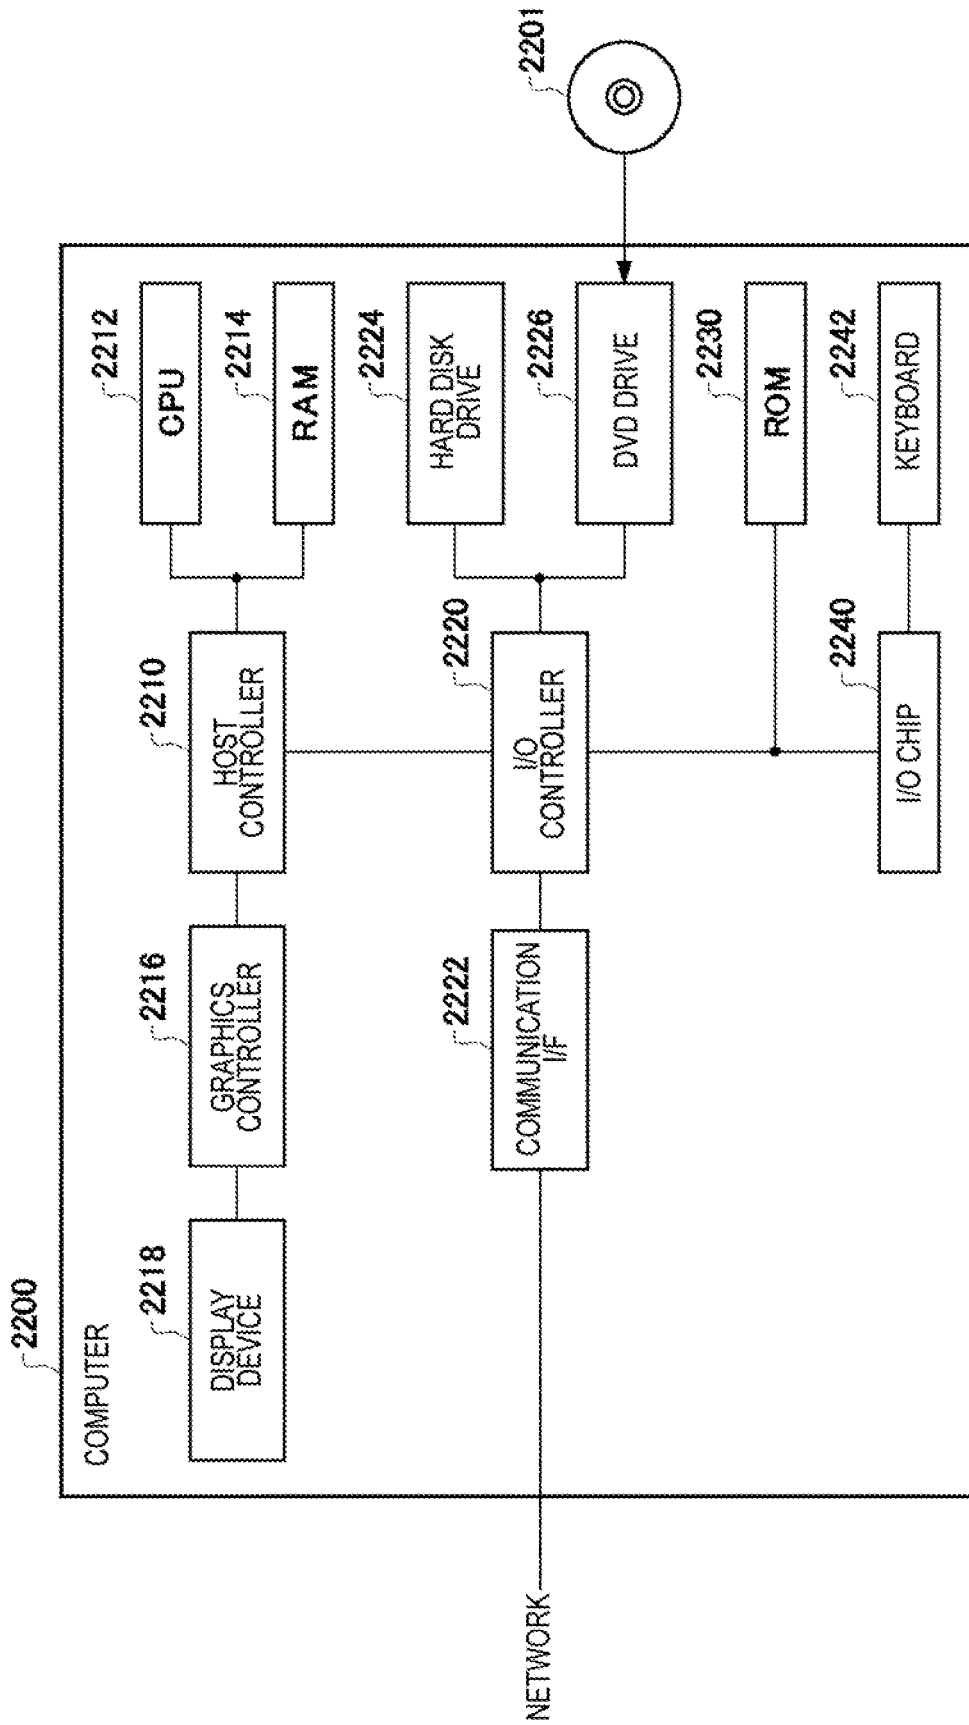 2200
COMPUTER
2212
CPU
2210
HOST
CONTROLLER
2216
GRAPHICS
CONTROLLER
2218
DISPLAY
DEVICE
2214
RAM
2224
HARD DISK
DRIVE
2220
I/O
CONTROLLER
2222
COMMUNICATION
I/F
NETWORK
2226
DVD DRIVE
2201
2230
ROM
2240
I/O CHIP
2242
KEYBOARD